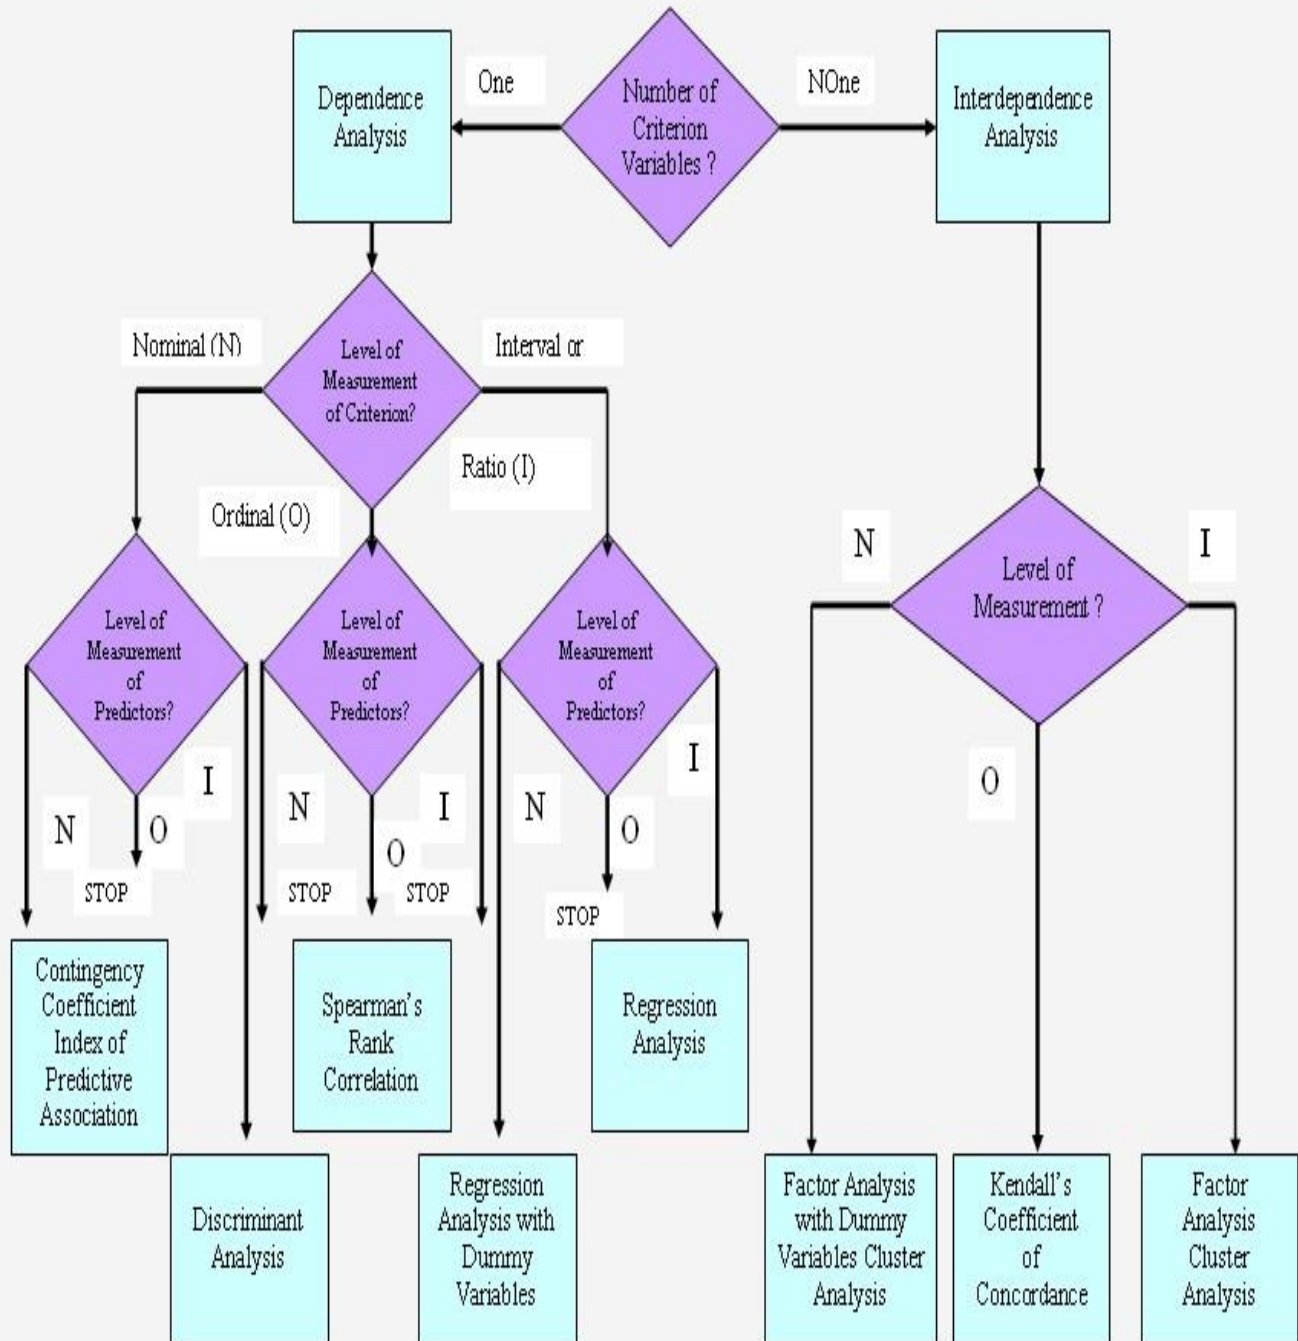 Dependence
Analysis
One
Number of
Criterion
Variables ?
NOne
Interdependence
Analysis
Nominal (N)
Level of
Measurement
of Criterion?
Interval or
Ratio (I)
Ordinal (O)
Level of
Measurement
of
Predictors?
Level of
Measurement
of
Predictors?
Level of
Measurement
of
Predictors?
N
Level of
Measurement ?
I
N
O
I
N
O
I
N
O
I
O
STOP
STOP
STOP
STOP
Contingency
Coefficient
Index of
Predictive
Association
Spearman's
Rank
Correlation
Regression
Analysis
Discriminant
Analysis
Regression
Analysis with
Dummy
Variables
Factor Analysis
with Dummy
Variables Cluster
Analysis
Kendall's
Coefficient
of
Concordance
Factor
Analysis
Cluster
Analysis